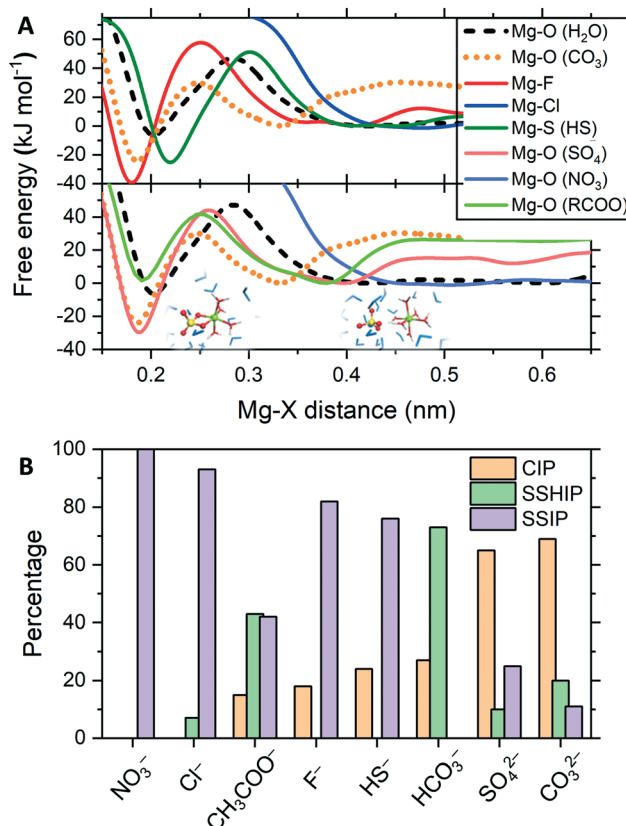 A
Free energy (kJ mol⁻¹)
60
40
20
0
-20
-40
Mg-O (H₂O)
Mg-O (CO₃)
Mg-F
Mg-Cl
Mg-S (HS)
Mg-O (SO₄)
Mg-O (NO₃)
Mg-O (RCOO)
40
20
0
-20
-40
0.2
0.3
0.4
0.5
0.6
Mg-X distance (nm)
B
Percentage
100
80
60
40
20
0
CIP
SSHIP
SSIP
NO₃⁻
Cl⁻
CH₃COO⁻
F⁻
HS⁻
HCO₃⁻
SO₄²⁻
CO₃²⁻